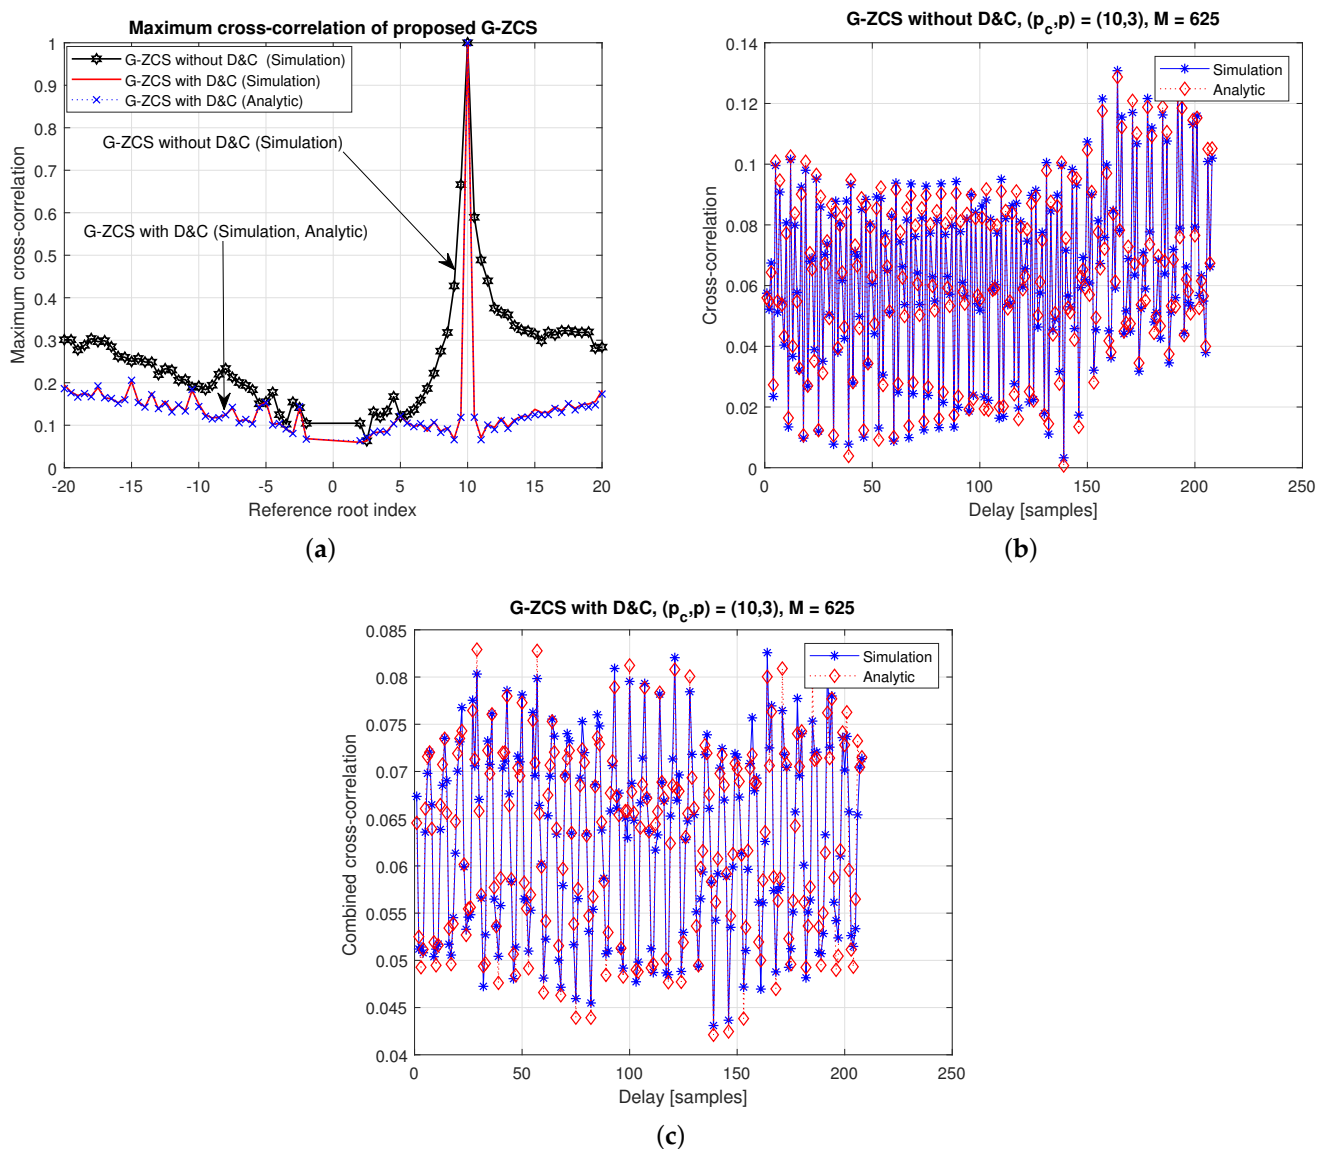 Maximum cross-correlation of proposed G-ZCS
G-ZCS without D&C (Simulation)
G-ZCS with D&C (Simulation)
G-ZCS with D&C (Analytic)
G-ZCS without D&C (Simulation)
G-ZCS with D&C (Simulation, Analytic)
Maximum cross-correlation
1
0.9
0.8
0.7
0.6
0.5
0.4
0.3
0.2
0.1
0
-20 -15 -10 -5 0 5 10 15 20
Reference root index
(a)
G-ZCS without D&C, (p_c,p) = (10,3), M = 625
Simulation
Analytic
Cross-correlation
0.14
0.12
0.1
0.08
0.06
0.04
0.02
0
0 50 100 150 200 250
Delay [samples]
(b)
G-ZCS with D&C, (p_c,p) = (10,3), M = 625
Simulation
Analytic
Combined cross-correlation
0.085
0.08
0.075
0.07
0.065
0.06
0.055
0.05
0.045
0.04
0 50 100 150 200 250
Delay [samples]
(c)